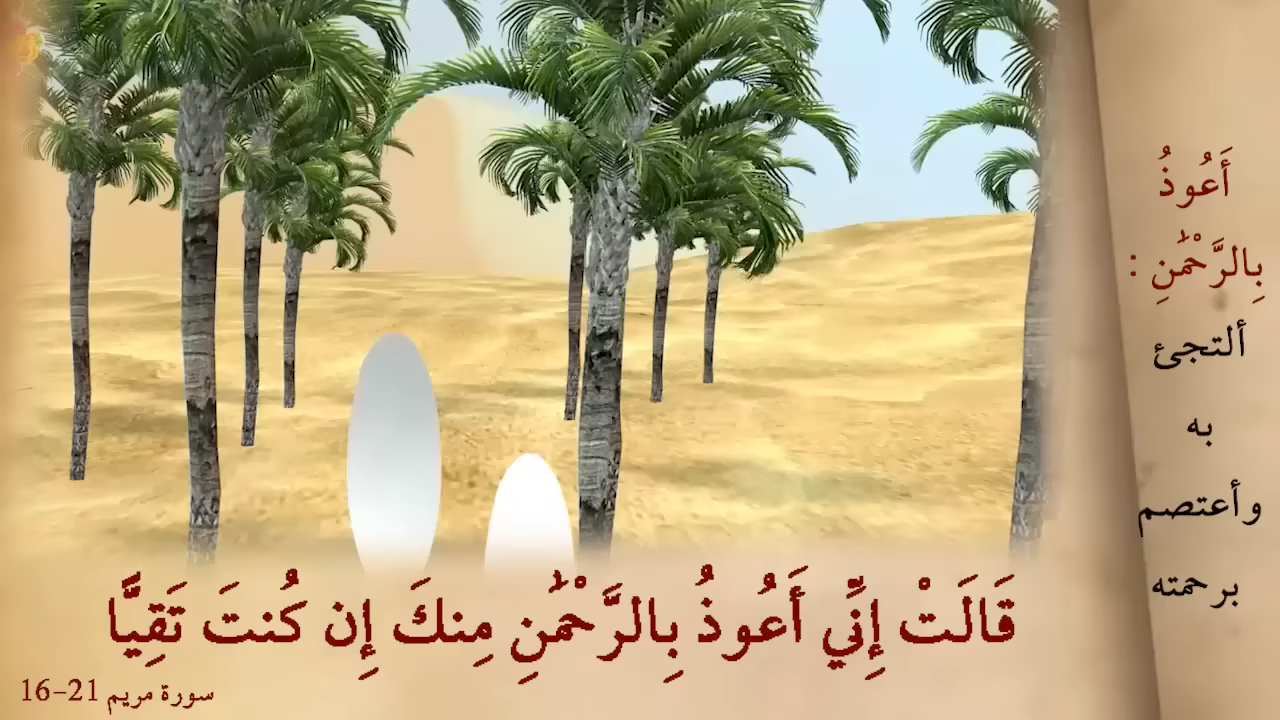 أَعُوذُ
بِالرَّحْمَٰنِ :
ألتجئ
به
وأعتصم
برحمته
قَالَتْ إِنِّي أَعُوذُ بِالرَّحْمَٰنِ مِنكَ إِن كُنتَ تَقِيًّا
سورة مريم 21-16